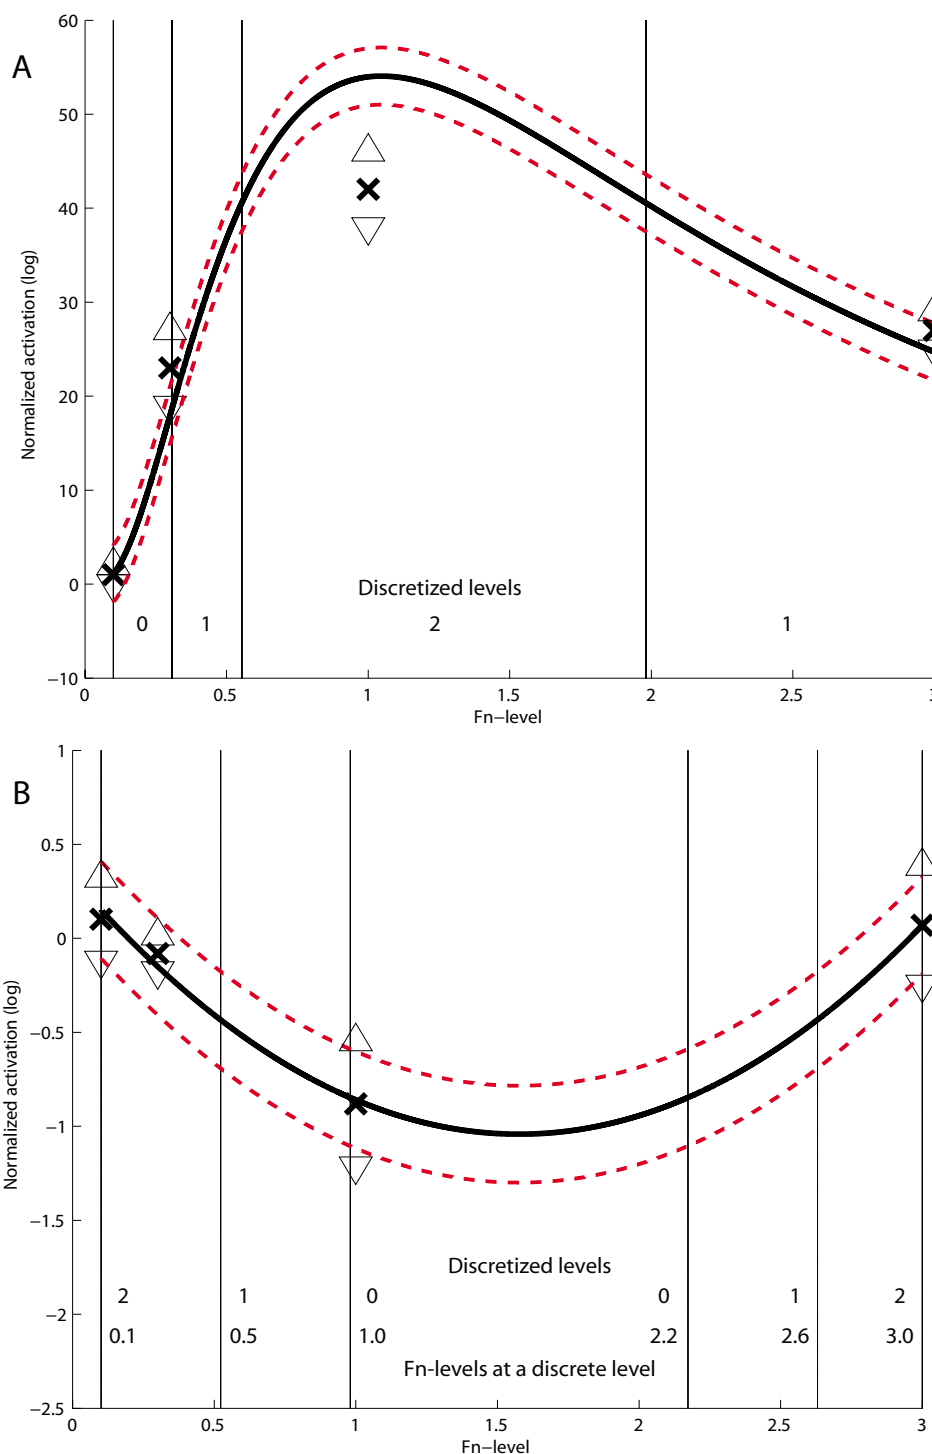 A
60
50
40
30
20
10
0
−10
Normalized activation (log)
Discretized levels
0 1 2 1
0 0.5 1 1.5 2 2.5 3
Fn−level
B
1
0.5
0
−0.5
−1
−1.5
−2
−2.5
Normalized activation (log)
Discretized levels
2 1 0 0 1 2
0.1 0.5 1.0 2.2 2.6 3.0
Fn-levels at a discrete level
0 0.5 1 1.5 2 2.5 3
Fn−level